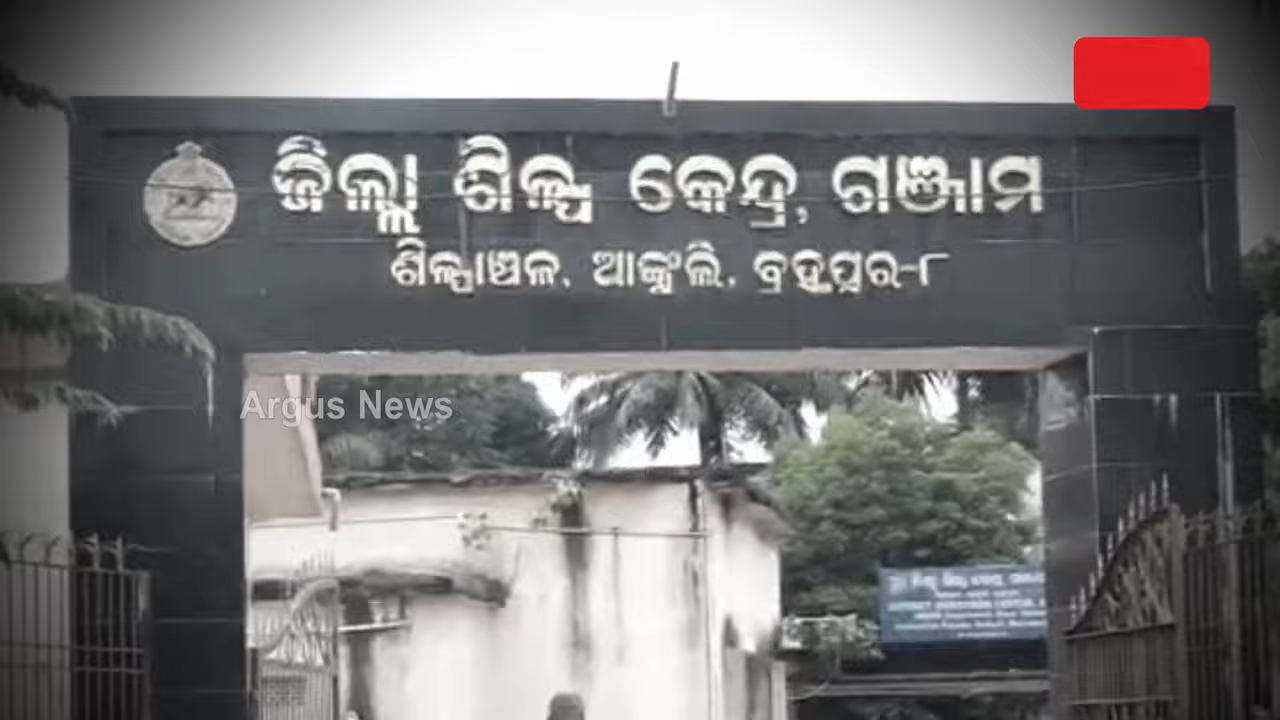 ଜିଲ୍ଲା ଶିଳ୍ପ କେନ୍ଦ୍ର, ଗଞ୍ଜାମ
ଶିଳ୍ପାଞ୍ଚଳ, ଆଙ୍କୁଲି, ବ୍ରହ୍ମପୁର-୮
Argus News